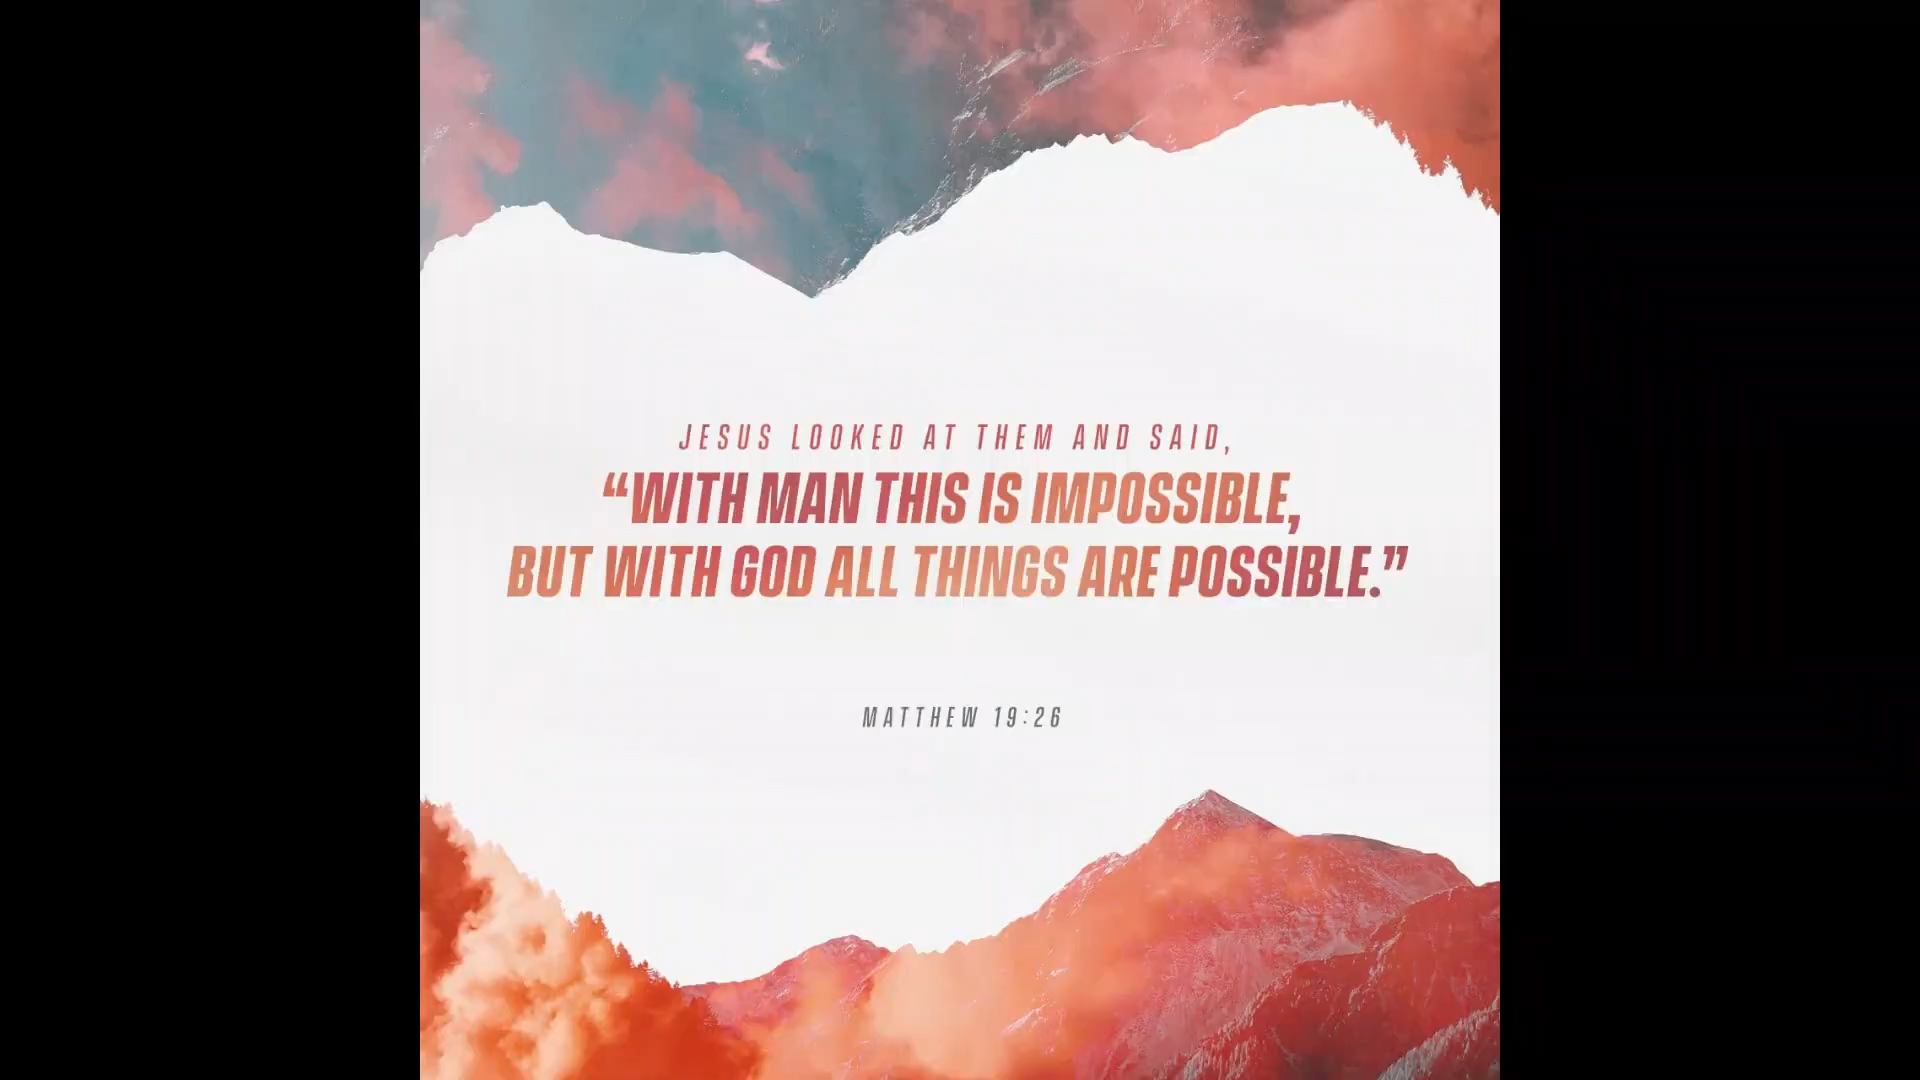 JESUS LOOKED AT THEM AND SAID,
“WITH MAN THIS IS IMPOSSIBLE,
BUT WITH GOD ALL THINGS ARE POSSIBLE.”
MATTHEW 19:26